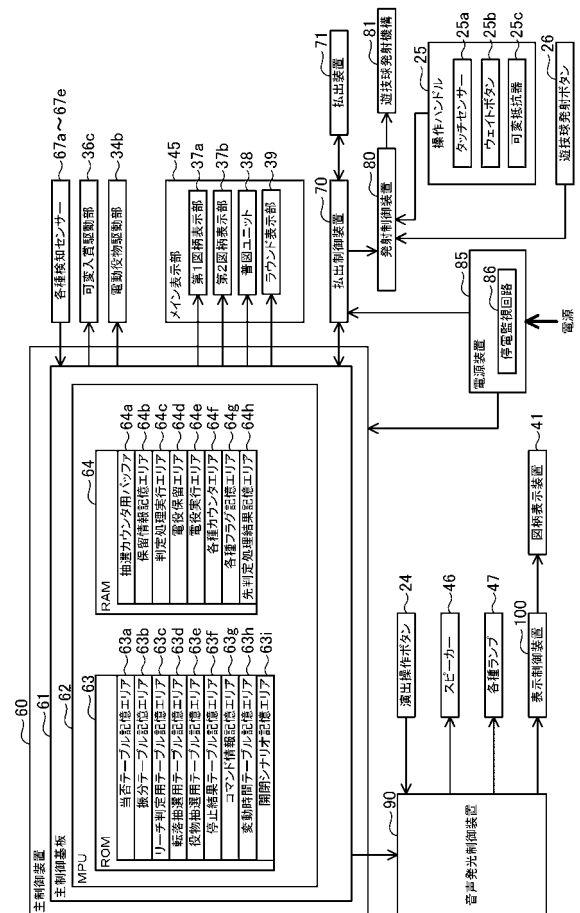 主制御装置
60
主制御基板
61
MPU
62
ROM
63
当否テーブル記憶エリア
63a
振分テーブル記憶エリア
63b
リーチ判定用テーブル記憶エリア
63c
転落抽選用テーブル記憶エリア
63d
役物抽選用テーブル記憶エリア
63e
停止結果テーブル記憶エリア
63f
コマンド情報記憶エリア
63g
変動時間テーブル記憶エリア
63h
開閉シナリオ記憶エリア
63i
RAM
64
抽選カウンタ用バッファ
64a
保留情報記憶エリア
64b
判定処理実行エリア
64c
電役保留エリア
64d
電役実行エリア
64e
各種カウンタエリア
64f
各種フラグ記憶エリア
64g
先判定処理結果記憶エリア
64h
各種検知センサー
67a～67e
可変入賞駆動部
36c
電動役物駆動部
34b
メイン表示部
45
第1図柄表示部
37a
第2図柄表示部
37b
普図ユニット
38
ラウンド表示部
39
払出制御装置
70
払出装置
71
発射制御装置
80
遊技球発射機構
81
操作ハンドル
25
タッチセンサー
25a
ウェイトボタン
25b
可変抵抗器
25c
遊技球発射ボタン
26
電源装置
85
停電監視回路
86
電源
音声発光制御装置
90
演出操作ボタン
24
スピーカー
46
各種ランプ
47
表示制御装置
100
図柄表示装置
41